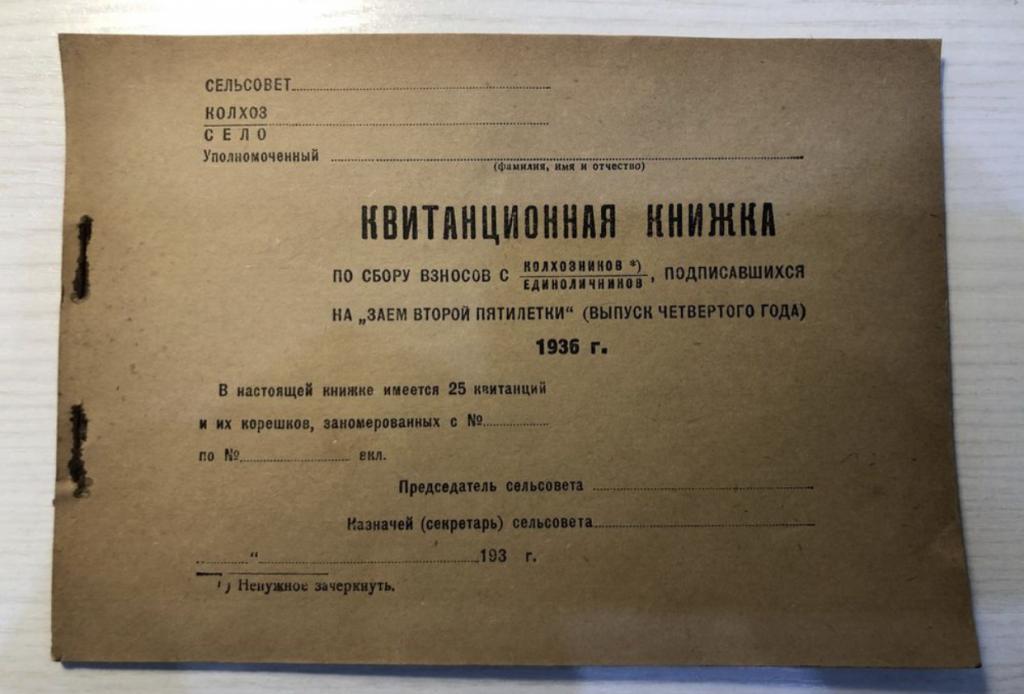 СЕЛЬСОВЕТ
КОЛХОЗ
СЕЛО
Уполномоченный
(фамилия, имя и отчество)
КВИТАНЦИОННАЯ КНИЖКА
ПО СБОРУ ВЗНОСОВ С КОЛХОЗНИКОВ *) ЕДИНОЛИЧНИКОВ, ПОДПИСАВШИХСЯ
НА „ЗАЕМ ВТОРОЙ ПЯТИЛЕТКИ“ (ВЫПУСК ЧЕТВЕРТОГО ГОДА)
1936 г.
В настоящей книжке имеется 25 квитанций
и их корешков, заномерованных с №
по № вкл.
Председатель сельсовета
Казначей (секретарь) сельсовета
“ 193 г.
*) Ненужное зачеркнуть.